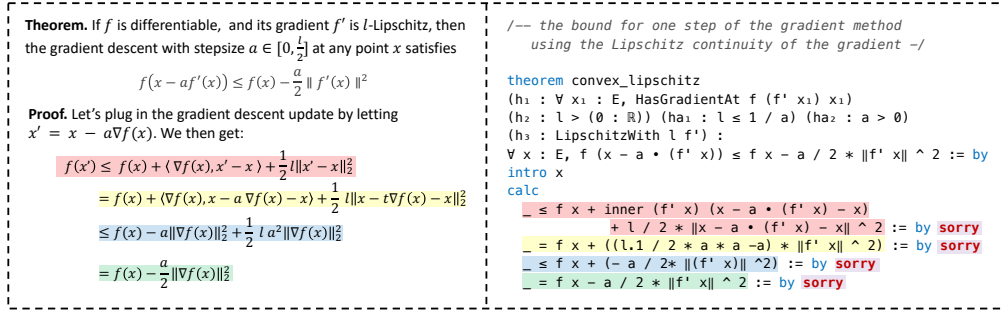 Theorem. If f is differentiable, and its gradient f′ is l-Lipschitz, then
the gradient descent with stepsize a ∈ [0, l/2] at any point x satisfies
f(x − af′(x)) ≤ f(x) − a/2 ‖ f′(x) ‖²
Proof. Let's plug in the gradient descent update by letting
x′ = x − a∇f(x). We then get:
f(x′) ≤ f(x) + ⟨ ∇f(x), x′ − x ⟩ + 1/2 l‖x′ − x‖₂²
= f(x) + ⟨∇f(x), x − a ∇f(x) − x⟩ + 1/2 l‖x − t∇f(x) − x‖₂²
≤ f(x) − a‖∇f(x)‖₂² + 1/2 l a²‖∇f(x)‖₂²
= f(x) − a/2 ‖∇f(x)‖₂²
/-- the bound for one step of the gradient method
using the Lipschitz continuity of the gradient -/
theorem convex_lipschitz
(h₁ : ∀ x₁ : E, HasGradientAt f (f' x₁) x₁)
(h₂ : l > (0 : ℝ)) (ha₁ : l ≤ 1 / a) (ha₂ : a > 0)
(h₃ : LipschitzWith l f') :
∀ x : E, f (x - a • (f' x)) ≤ f x - a / 2 * ‖f' x‖ ^ 2 := by
intro x
calc
_ ≤ f x + inner (f' x) (x - a • (f' x) - x)
+ l / 2 * ‖x - a • (f' x) - x‖ ^ 2 := by sorry
_ = f x + ((l.1 / 2 * a * a -a) * ‖f' x‖ ^ 2) := by sorry
_ ≤ f x + (- a / 2* ‖(f' x)‖ ^2) := by sorry
_ = f x - a / 2 * ‖f' x‖ ^ 2 := by sorry